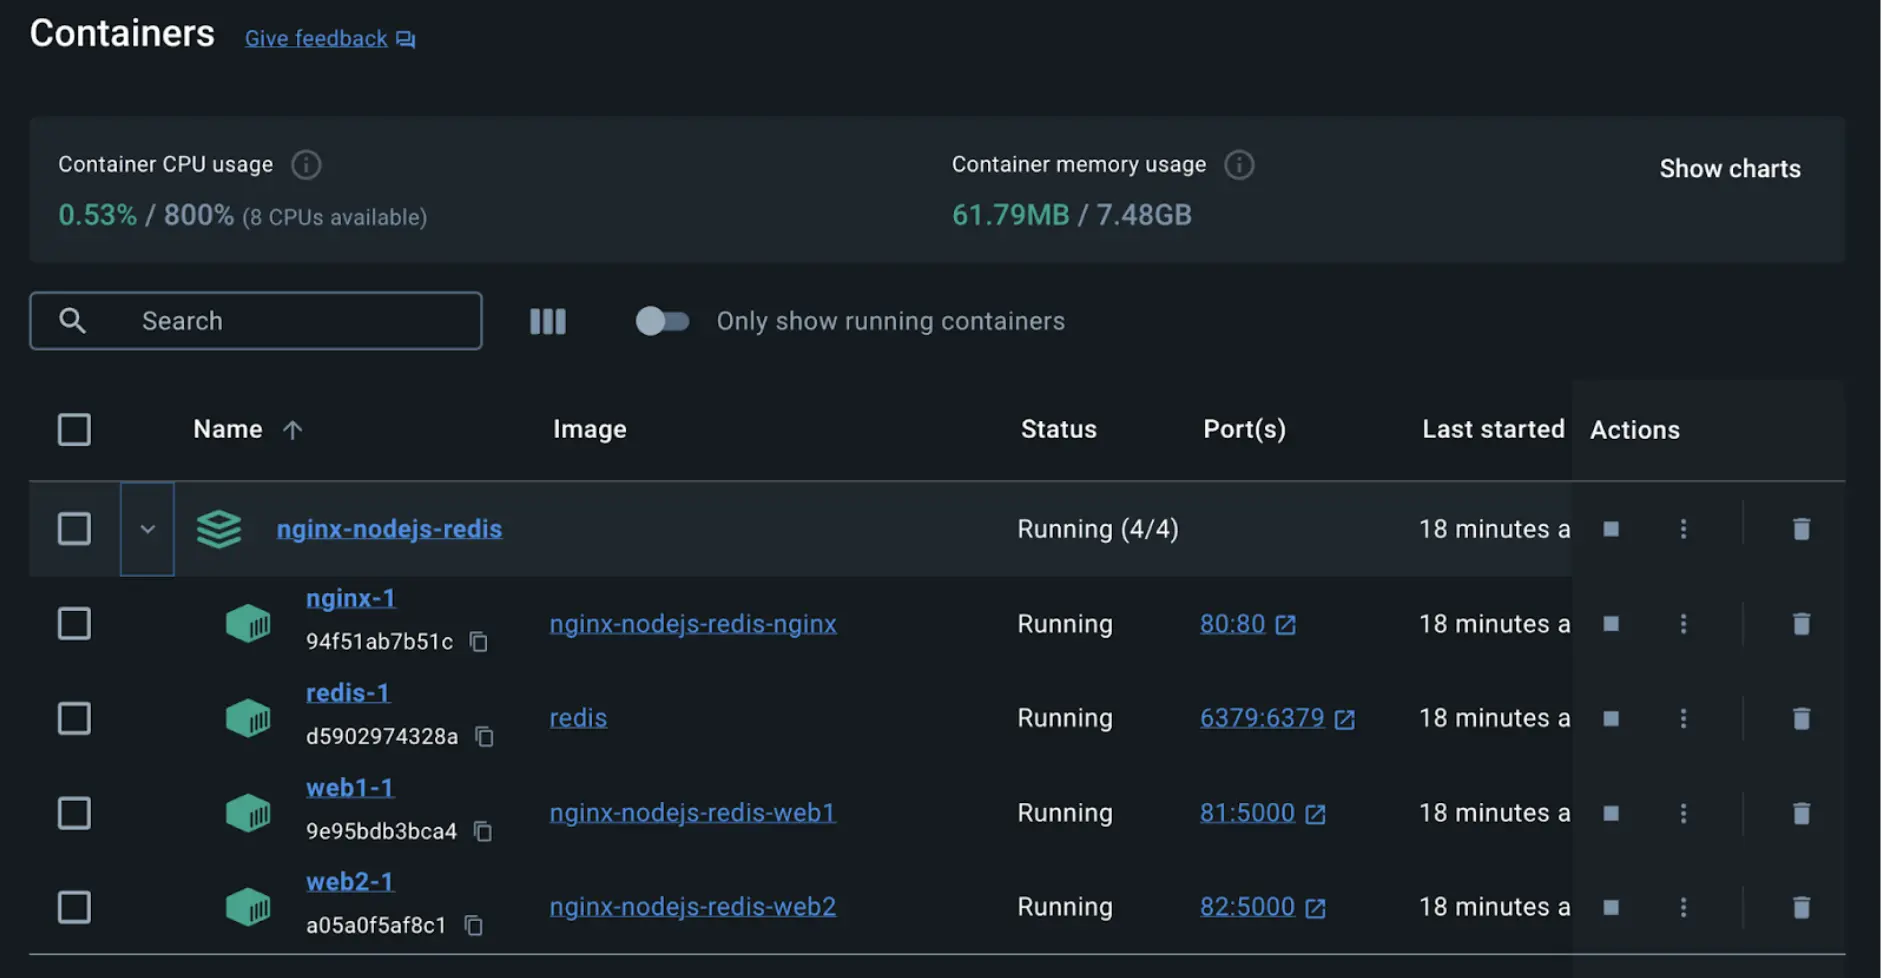 Containers Give feedback
Container CPU usage
0.53% / 800% (8 CPUs available)
Container memory usage
61.79MB / 7.48GB
Show charts
Search
Only show running containers
Name Image Status Port(s) Last started Actions
nginx-nodejs-redis Running (4/4) 18 minutes a
nginx-1
94f51ab7b51c
nginx-nodejs-redis-nginx Running 80:80 18 minutes a
redis-1
d5902974328a
redis Running 6379:6379 18 minutes a
web1-1
9e95bdb3bca4
nginx-nodejs-redis-web1 Running 81:5000 18 minutes a
web2-1
a05a0f5af8c1
nginx-nodejs-redis-web2 Running 82:5000 18 minutes a